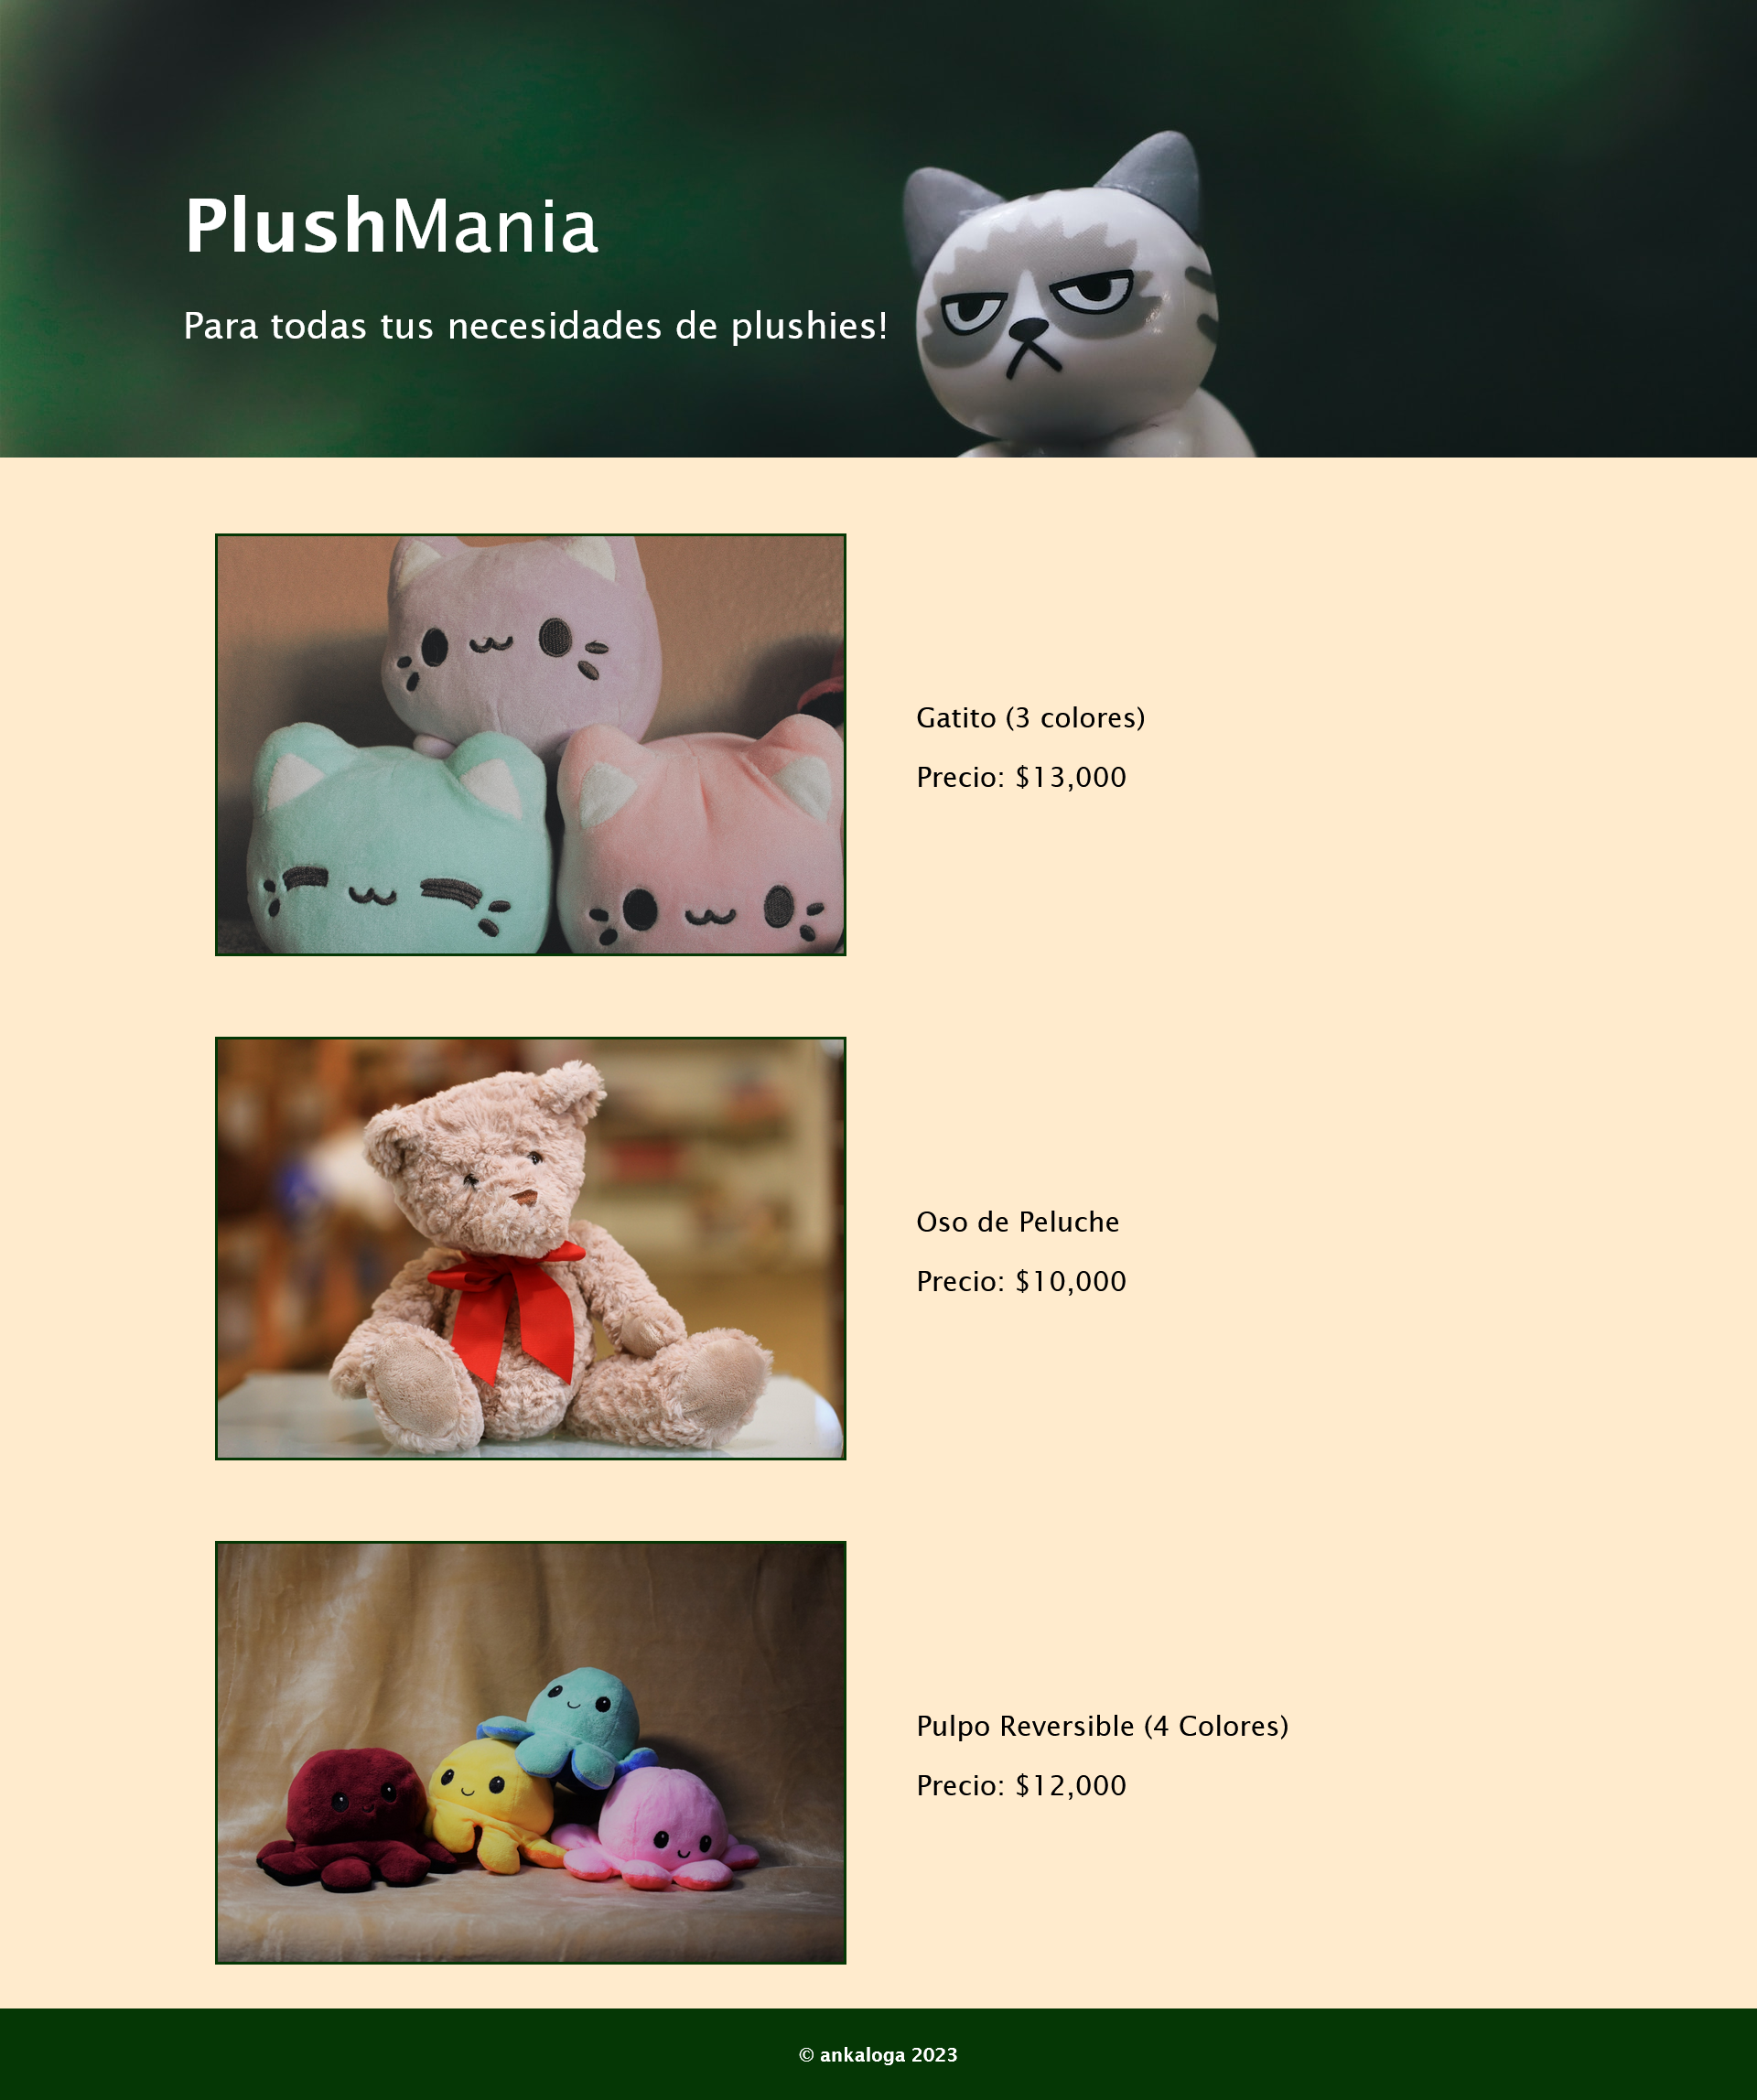 PlushMania
Para todas tus necesidades de plushies!
Gatito (3 colores)
Precio: $13,000
Oso de Peluche
Precio: $10,000
Pulpo Reversible (4 Colores)
Precio: $12,000
© ankaloga 2023